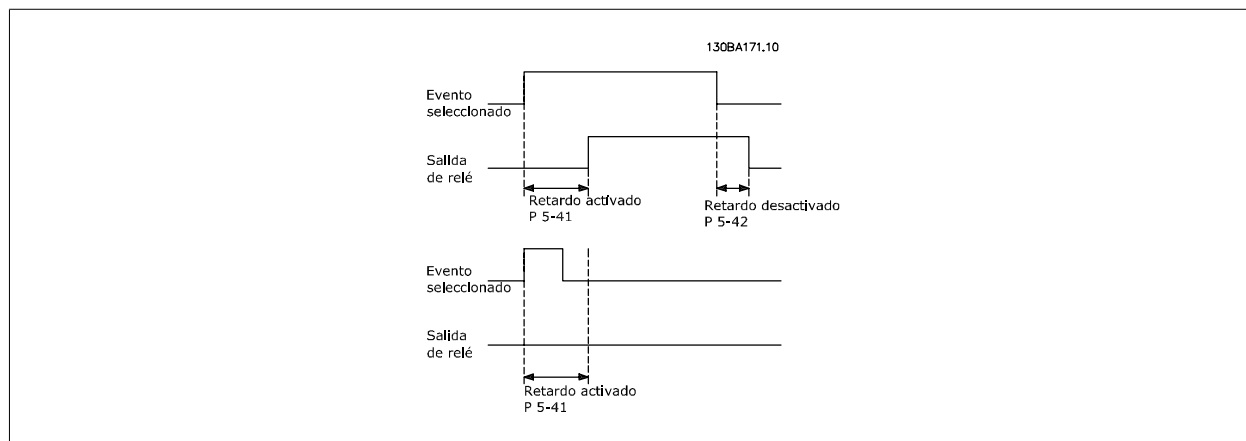 130BA171.10
Evento
seleccionado
Salida
de relé
Retardo activado
P 5-41
Retardo desactivado
P 5-42
Evento
seleccionado
Salida
de relé
Retardo activado
P 5-41